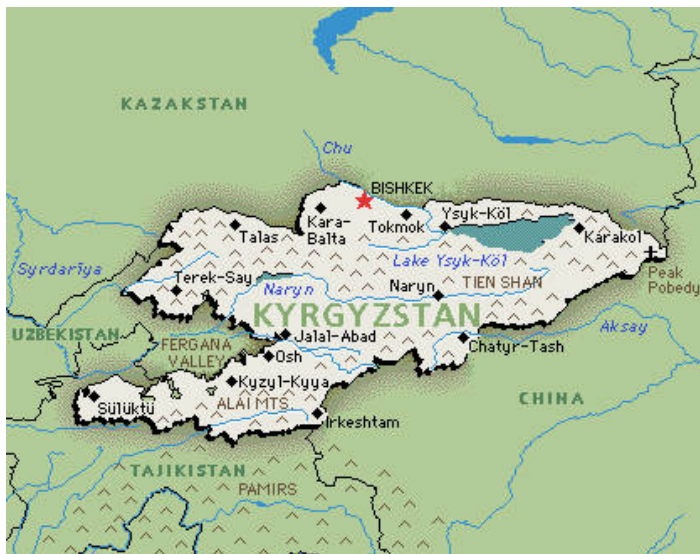 KAZAKSTAN
Chu
BISHKEK
Kara-
Balta
Tokmok
Ysyk-Köl
Talas
Karakol
Lake Ysyk-Köl
Syrdariya
Terek-Say
Naryn
Naryn
TIEN SHAN
Peak
Pobedy
KYRGYZSTAN
UZBEKISTAN
FERGANA
VALLEY
Jalal-Abad
Aksay
Osh
Chatyr-Tash
Kyzyl-Kyya
Sülüktü
ALAI MTS
CHINA
Irkeshtam
TAJIKISTAN
PAMIRS